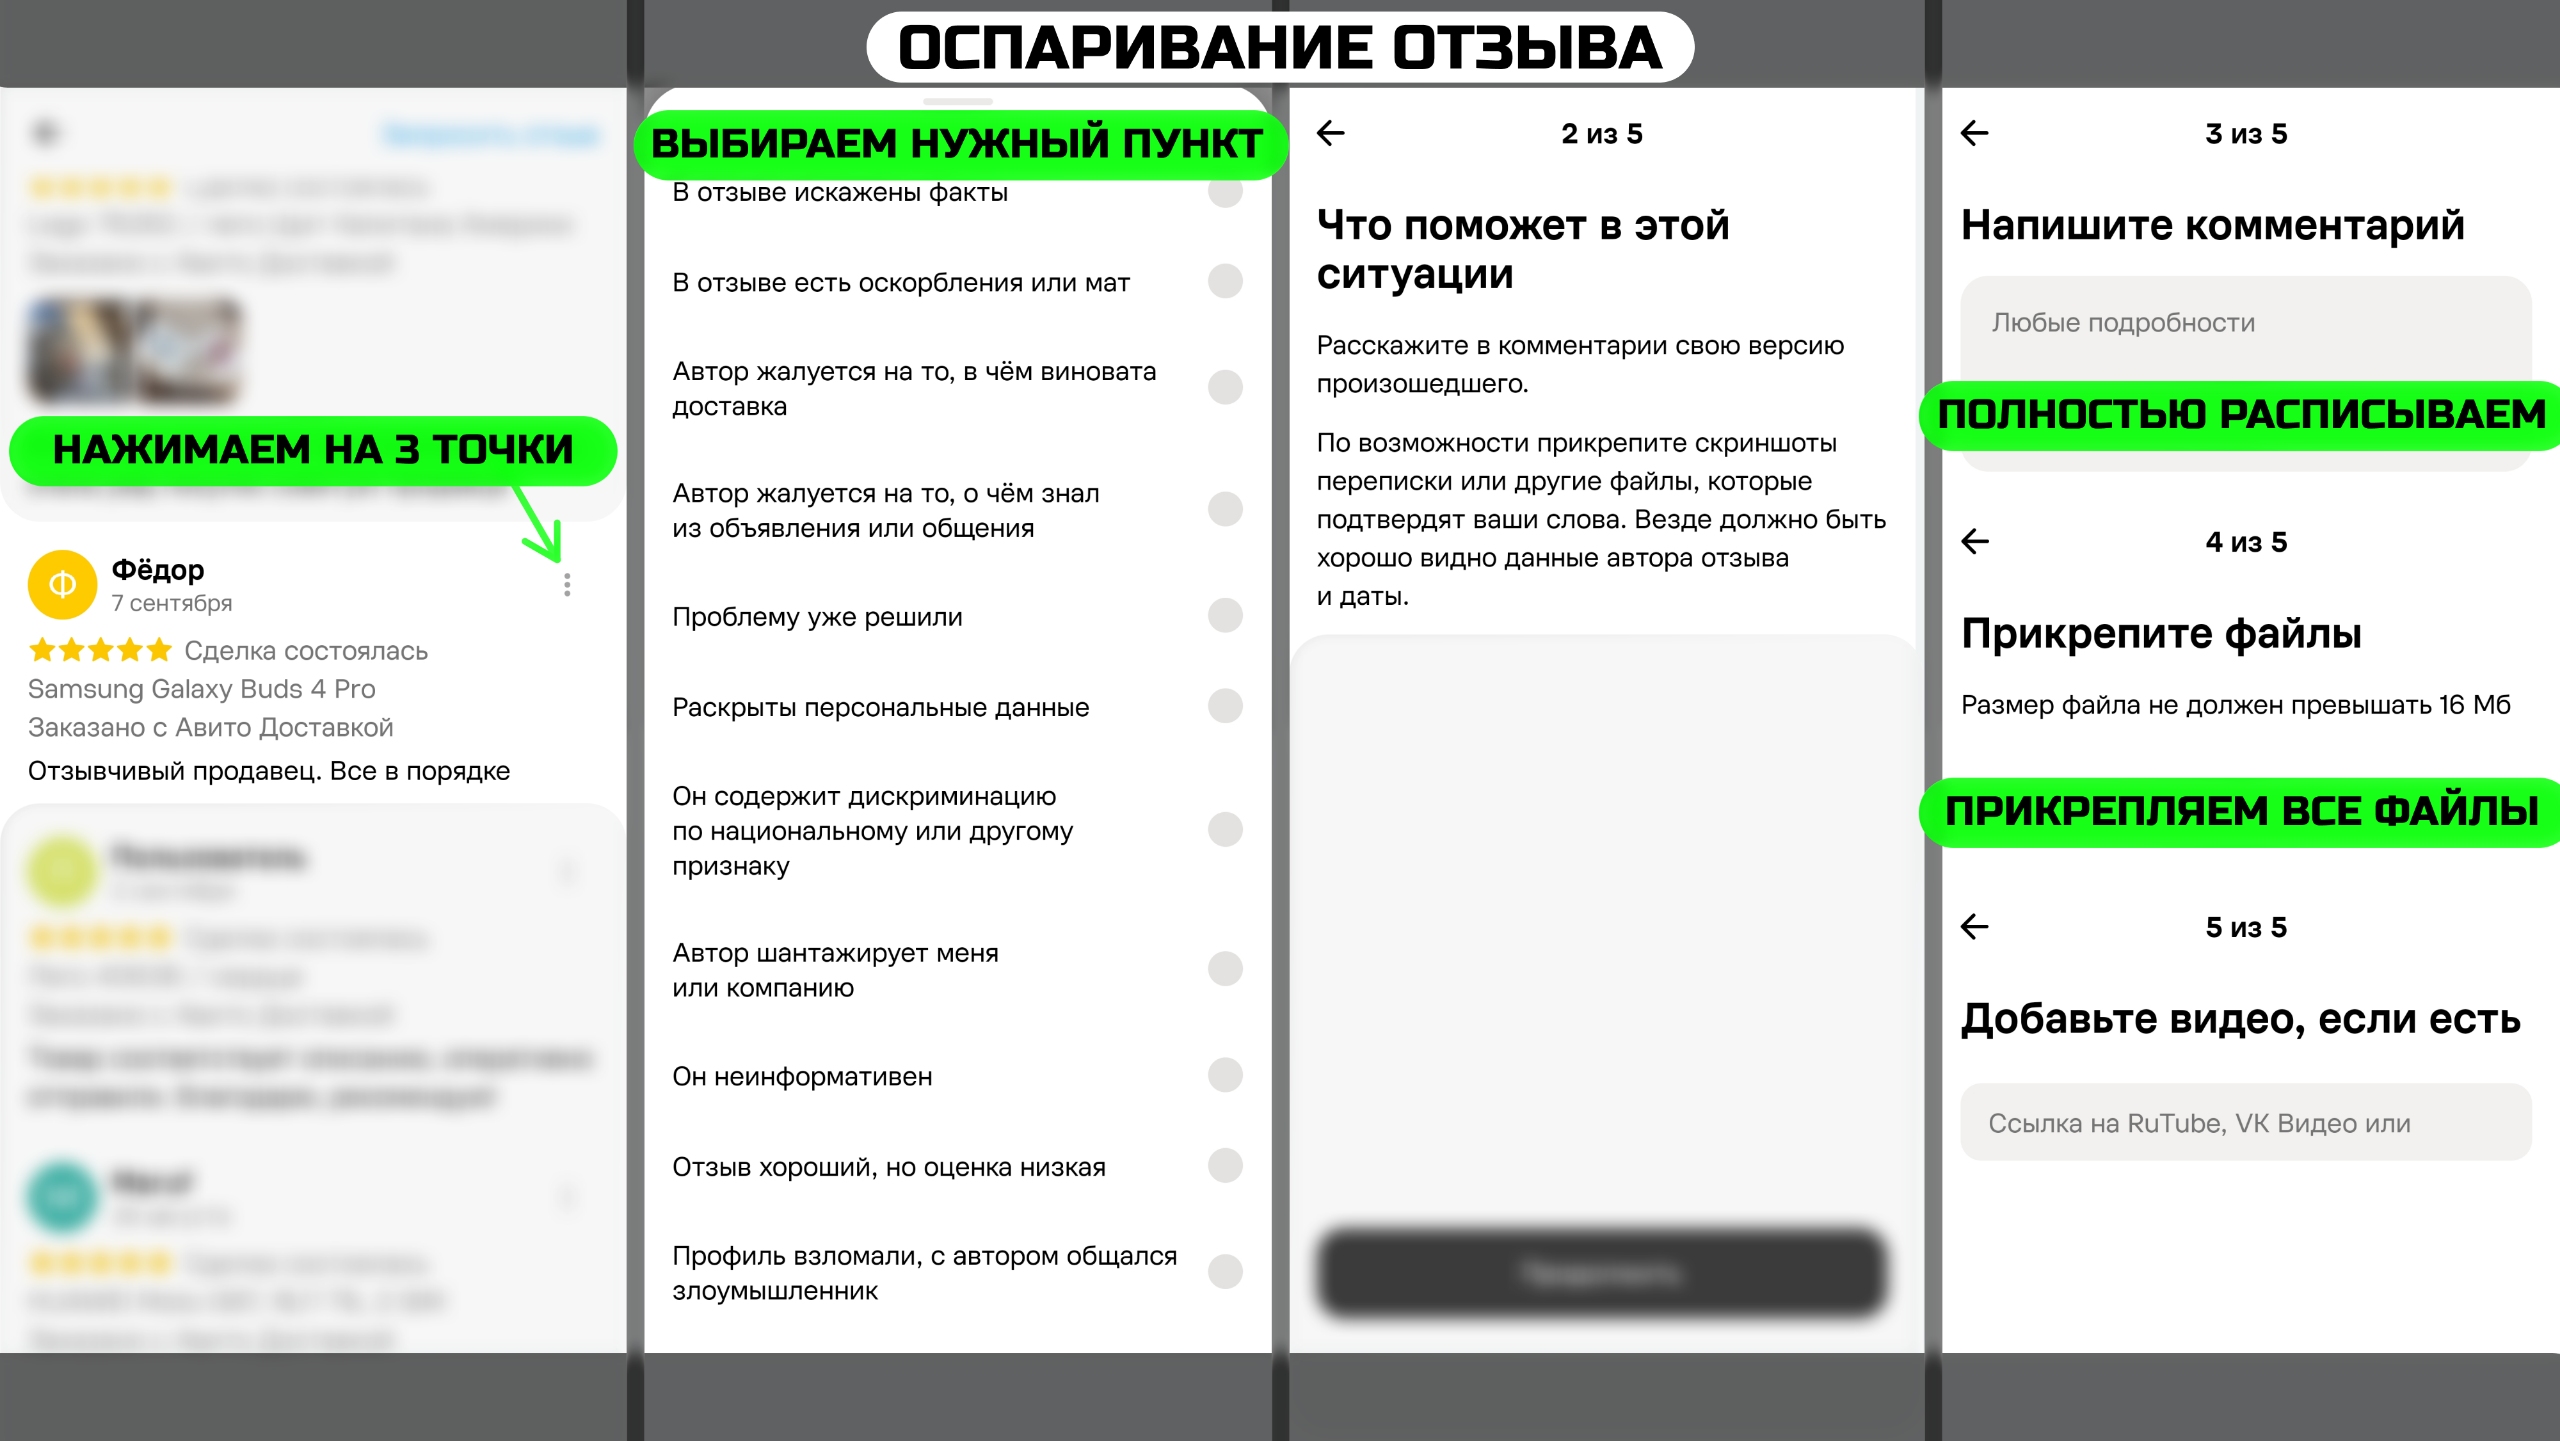 ОСПАРИВАНИЕ ОТЗЫВА
НАЖИМАЕМ НА 3 ТОЧКИ
Ф
Фёдор
7 сентября
Сделка состоялась
Samsung Galaxy Buds 4 Pro
Заказано с Авито Доставкой
Отзывчивый продавец. Все в порядке
ВЫБИРАЕМ НУЖНЫЙ ПУНКТ
В отзыве искажены факты
В отзыве есть оскорбления или мат
Автор жалуется на то, в чём виновата
доставка
Автор жалуется на то, о чём знал
из объявления или общения
Проблему уже решили
Раскрыты персональные данные
Он содержит дискриминацию
по национальному или другому
признаку
Автор шантажирует меня
или компанию
Он неинформативен
Отзыв хороший, но оценка низкая
Профиль взломали, с автором общался
злоумышленник
2 из 5
Что поможет в этой
ситуации
Расскажите в комментарии свою версию
произошедшего.
По возможности прикрепите скриншоты
переписки или другие файлы, которые
подтвердят ваши слова. Везде должно быть
хорошо видно данные автора отзыва
и даты.
3 из 5
Напишите комментарий
Любые подробности
ПОЛНОСТЬЮ РАСПИСЫВАЕМ
4 из 5
Прикрепите файлы
Размер файла не должен превышать 16 Мб
ПРИКРЕПЛЯЕМ ВСЕ ФАЙЛЫ
5 из 5
Добавьте видео, если есть
Ссылка на RuTube, VK Видео или